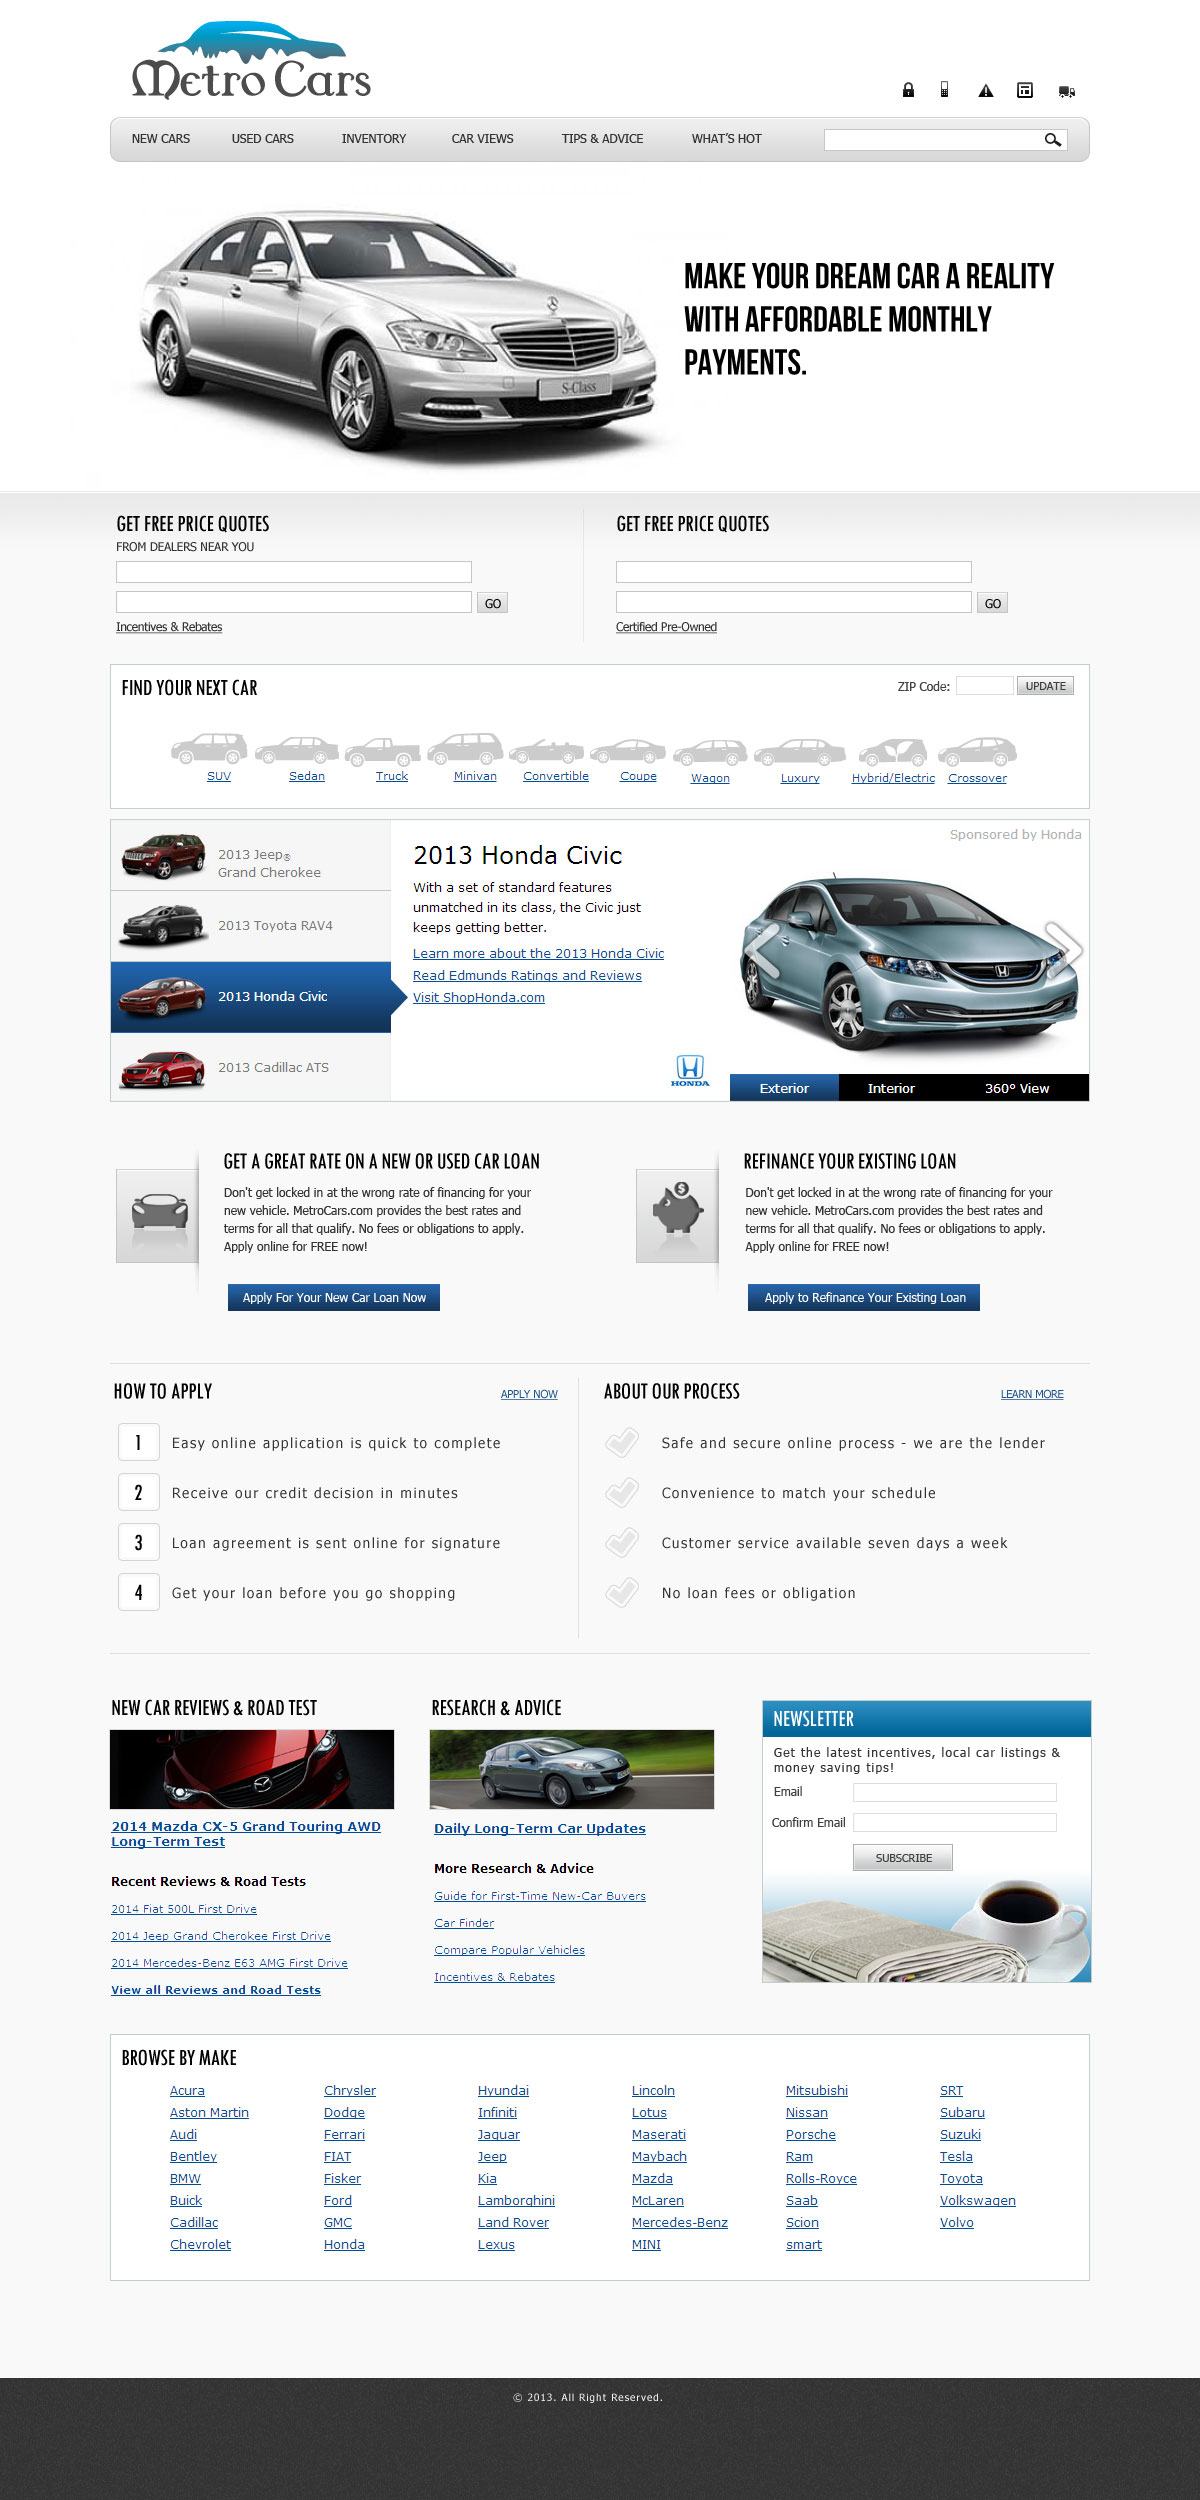 Metro Cars
NEW CARS USED CARS INVENTORY CAR VIEWS TIPS & ADVICE WHAT'S HOT
MAKE YOUR DREAM CAR A REALITY
WITH AFFORDABLE MONTHLY
PAYMENTS.
S-Class
GET FREE PRICE QUOTES
FROM DEALERS NEAR YOU
GO
Incentives & Rebates
GET FREE PRICE QUOTES
GO
Certified Pre-Owned
FIND YOUR NEXT CAR
ZIP Code: UPDATE
SUV Sedan Truck Minivan Convertible Coupe Wagon Luxury Hybrid/Electric Crossover
2013 Jeep®
Grand Cherokee
2013 Toyota RAV4
2013 Honda Civic
2013 Cadillac ATS
2013 Honda Civic
With a set of standard features
unmatched in its class, the Civic just
keeps getting better.
Learn more about the 2013 Honda Civic
Read Edmunds Ratings and Reviews
Visit ShopHonda.com
HONDA
Sponsored by Honda
Exterior Interior 360° View
GET A GREAT RATE ON A NEW OR USED CAR LOAN
Don't get locked in at the wrong rate of financing for your
new vehicle. MetroCars.com provides the best rates and
terms for all that qualify. No fees or obligations to apply.
Apply online for FREE now!
Apply For Your New Car Loan Now
REFINANCE YOUR EXISTING LOAN
Don't get locked in at the wrong rate of financing for your
new vehicle. MetroCars.com provides the best rates and
terms for all that qualify. No fees or obligations to apply.
Apply online for FREE now!
Apply to Refinance Your Existing Loan
HOW TO APPLY APPLY NOW
1 Easy online application is quick to complete
2 Receive our credit decision in minutes
3 Loan agreement is sent online for signature
4 Get your loan before you go shopping
ABOUT OUR PROCESS LEARN MORE
Safe and secure online process - we are the lender
Convenience to match your schedule
Customer service available seven days a week
No loan fees or obligation
NEW CAR REVIEWS & ROAD TEST
2014 Mazda CX-5 Grand Touring AWD
Long-Term Test
Recent Reviews & Road Tests
2014 Fiat 500L First Drive
2014 Jeep Grand Cherokee First Drive
2014 Mercedes-Benz E63 AMG First Drive
View all Reviews and Road Tests
RESEARCH & ADVICE
Daily Long-Term Car Updates
More Research & Advice
Guide for First-Time New-Car Buyers
Car Finder
Compare Popular Vehicles
Incentives & Rebates
NEWSLETTER
Get the latest incentives, local car listings &
money saving tips!
Email
Confirm Email
SUBSCRIBE
BROWSE BY MAKE
Acura Chrysler Hyundai Lincoln Mitsubishi SRT
Aston Martin Dodge Infiniti Lotus Nissan Subaru
Audi Ferrari Jaguar Maserati Porsche Suzuki
Bentley FIAT Jeep Maybach Ram Tesla
BMW Fisker Kia Mazda Rolls-Royce Toyota
Buick Ford Lamborghini McLaren Saab Volkswagen
Cadillac GMC Land Rover Mercedes-Benz Scion Volvo
Chevrolet Honda Lexus MINI smart
© 2013. All Right Reserved.